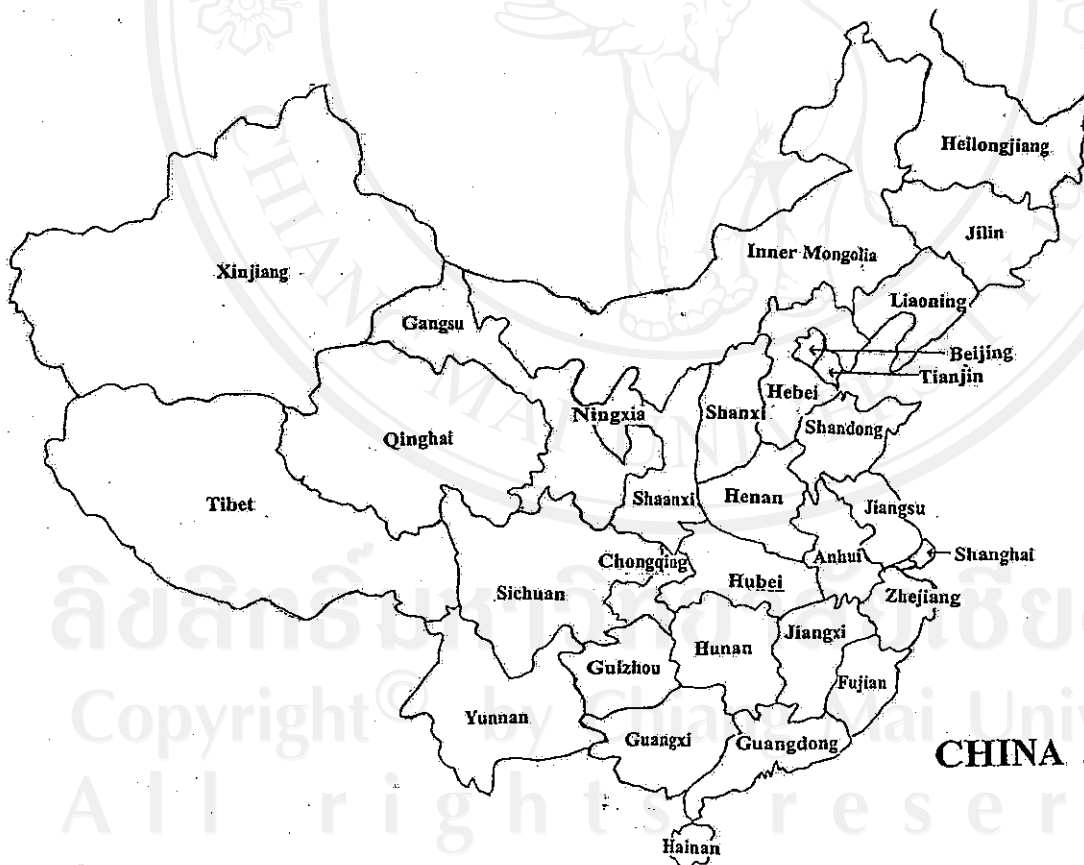 Heilongjiang
Jilin
Inner Mongolia
Xinjiang
Liaoning
Gangsu
Beijing
Tianjin
Hebei
Ningxia
Shanxi
Shandong
Qinghai
Tibet
Shaanxi
Henan
Jiangsu
Shanghai
Anhui
Chongqing
Hubei
Sichuan
Zhejiang
Jiangxi
Hunan
Guizhou
Fujian
Yunnan
Guangxi
Guangdong
CHINA
Hainan
Copyright© by Chiang Mai Univ
All rights reser